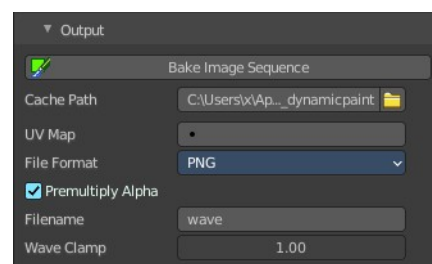 Output
Bake Image Sequence
Cache Path C:\Users\x\Ap..._dynamicpaint
UV Map
File Format PNG
Premultiply Alpha
Filename wave
Wave Clamp 1.00